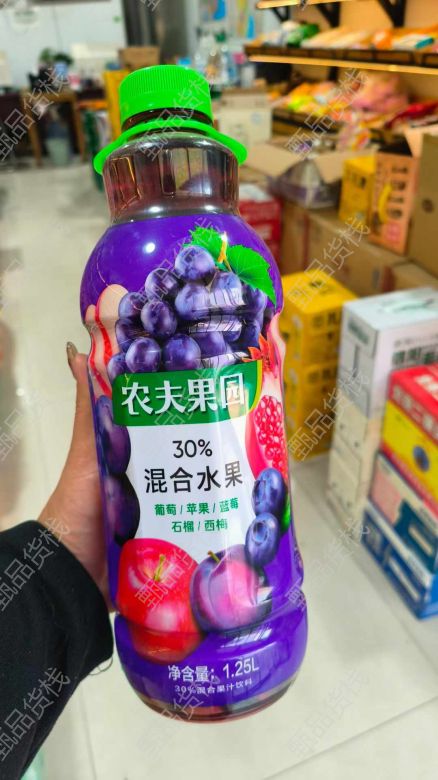 农夫果园
30%
混合水果
葡萄/苹果/蓝莓
石榴/西梅
净含量：1.25L
30%混合果汁饮料
甄品货栈